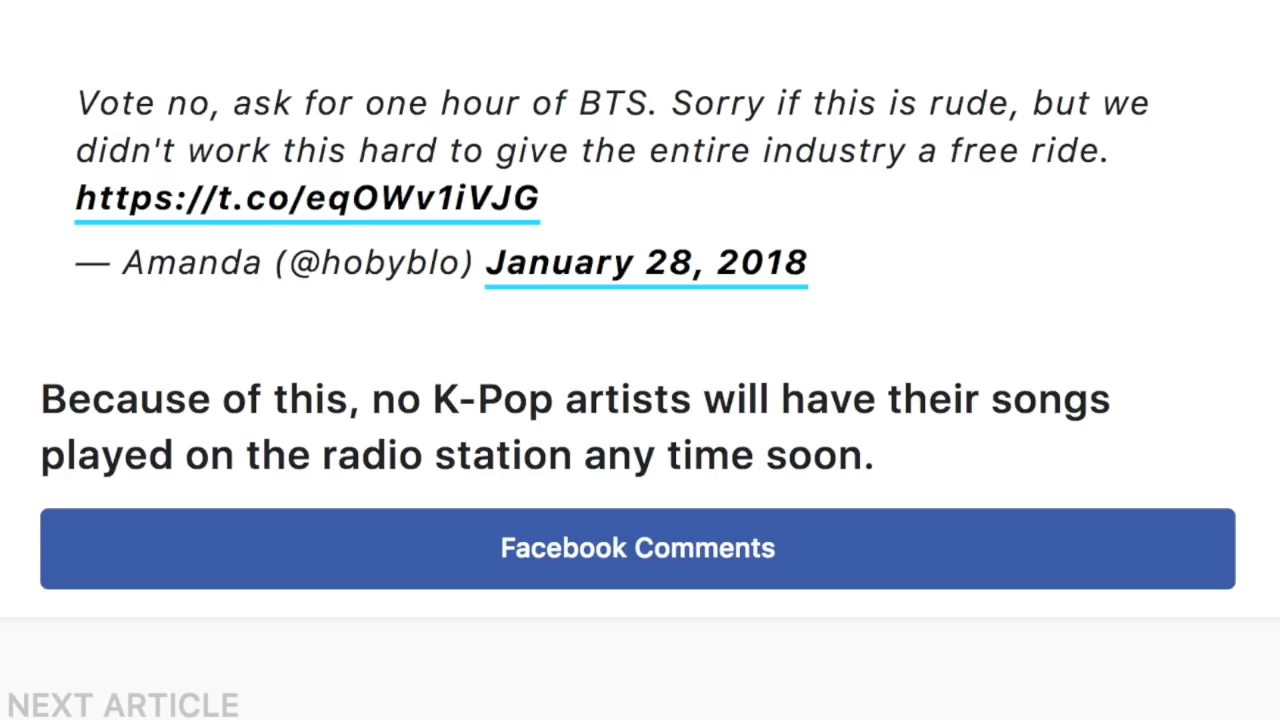 Vote no, ask for one hour of BTS. Sorry if this is rude, but we
didn't work this hard to give the entire industry a free ride.
https://t.co/eqOWv1iVJG
— Amanda (@hobyblo) January 28, 2018
Because of this, no K-Pop artists will have their songs
played on the radio station any time soon.
Facebook Comments
NEXT ARTICLE